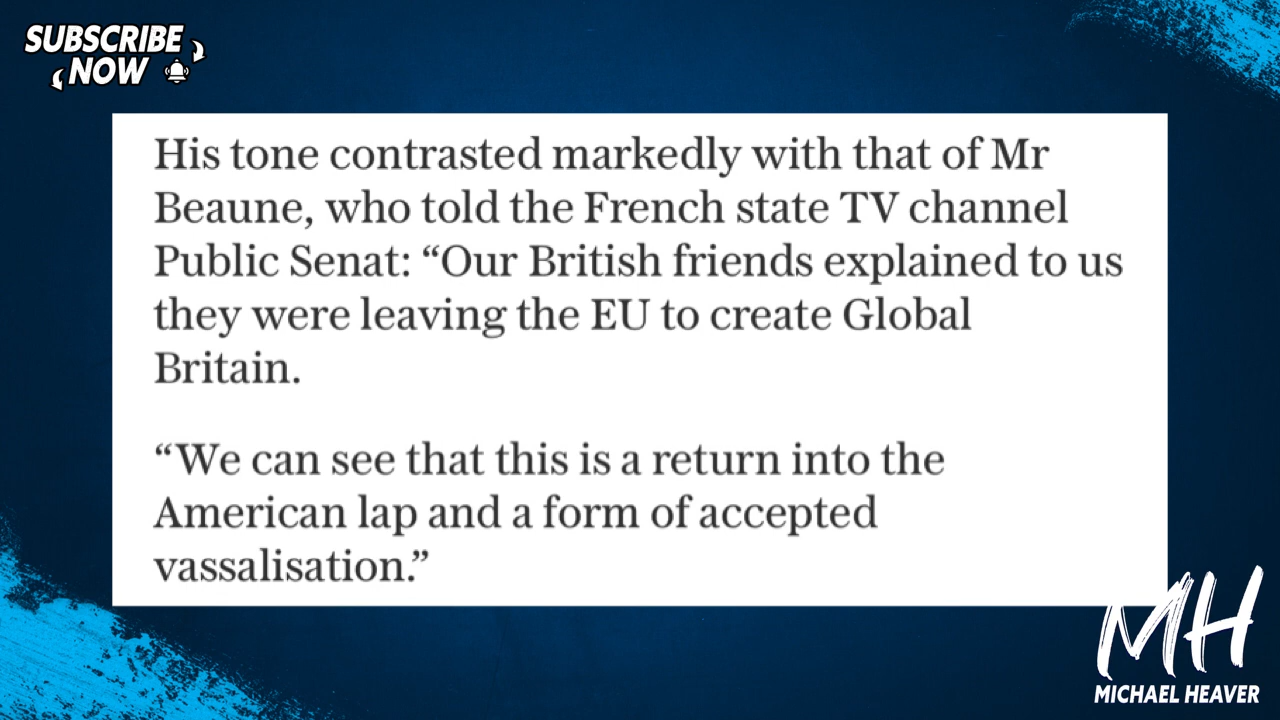 SUBSCRIBE
NOW
His tone contrasted markedly with that of Mr
Beaune, who told the French state TV channel
Public Senat: “Our British friends explained to us
they were leaving the EU to create Global
Britain.
“We can see that this is a return into the
American lap and a form of accepted
vassalisation.”
MH
MICHAEL HEAVER